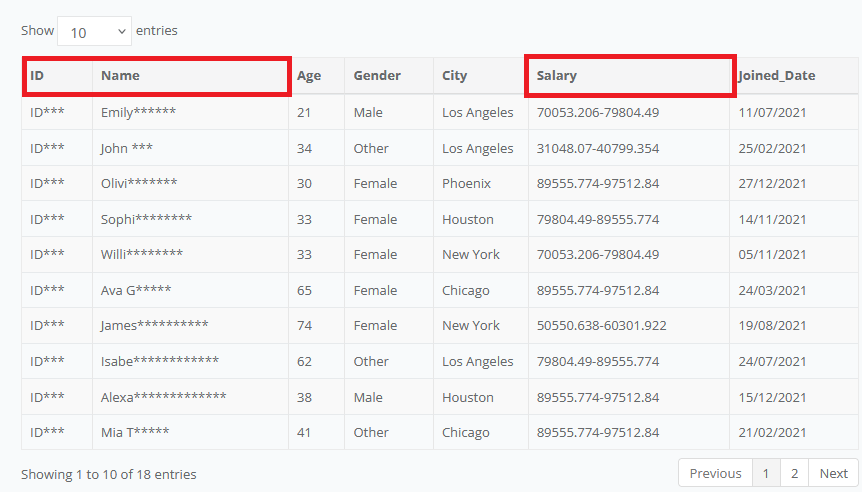 Show 10 entries
ID Name Age Gender City Salary Joined_Date
ID*** Emily****** 21 Male Los Angeles 70053.206-79804.49 11/07/2021
ID*** John *** 34 Other Los Angeles 31048.07-40799.354 25/02/2021
ID*** Olivi******* 30 Female Phoenix 89555.774-97512.84 27/12/2021
ID*** Sophi******** 33 Female Houston 79804.49-89555.774 14/11/2021
ID*** Willi******** 33 Female New York 70053.206-79804.49 05/11/2021
ID*** Ava G***** 65 Female Chicago 89555.774-97512.84 24/03/2021
ID*** James********** 74 Female New York 50550.638-60301.922 19/08/2021
ID*** Isabe************ 62 Other Los Angeles 79804.49-89555.774 24/07/2021
ID*** Alexa************* 38 Male Houston 89555.774-97512.84 15/12/2021
ID*** Mia T***** 41 Other Chicago 89555.774-97512.84 21/02/2021
Showing 1 to 10 of 18 entries Previous 1 2 Next